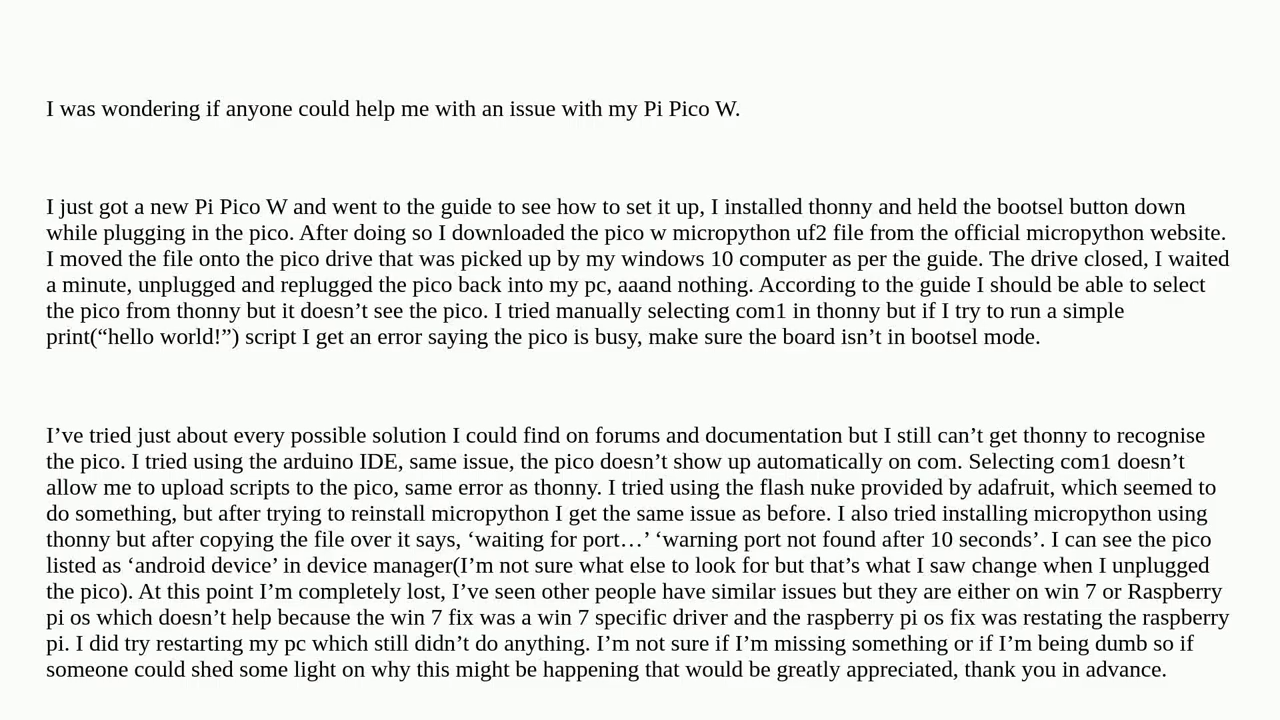 I was wondering if anyone could help me with an issue with my Pi Pico W.
I just got a new Pi Pico W and went to the guide to see how to set it up, I installed thonny and held the bootsel button down
while plugging in the pico. After doing so I downloaded the pico w micropython uf2 file from the official micropython website.
I moved the file onto the pico drive that was picked up by my windows 10 computer as per the guide. The drive closed, I waited
a minute, unplugged and replugged the pico back into my pc, aaand nothing. According to the guide I should be able to select
the pico from thonny but it doesn’t see the pico. I tried manually selecting com1 in thonny but if I try to run a simple
print(“hello world!”) script I get an error saying the pico is busy, make sure the board isn’t in bootsel mode.
I’ve tried just about every possible solution I could find on forums and documentation but I still can’t get thonny to recognise
the pico. I tried using the arduino IDE, same issue, the pico doesn’t show up automatically on com. Selecting com1 doesn’t
allow me to upload scripts to the pico, same error as thonny. I tried using the flash nuke provided by adafruit, which seemed to
do something, but after trying to reinstall micropython I get the same issue as before. I also tried installing micropython using
thonny but after copying the file over it says, ‘waiting for port…’ ‘warning port not found after 10 seconds’. I can see the pico
listed as ‘android device’ in device manager(I’m not sure what else to look for but that’s what I saw change when I unplugged
the pico). At this point I’m completely lost, I’ve seen other people have similar issues but they are either on win 7 or Raspberry
pi os which doesn’t help because the win 7 fix was a win 7 specific driver and the raspberry pi os fix was restating the raspberry
pi. I did try restarting my pc which still didn’t do anything. I’m not sure if I’m missing something or if I’m being dumb so if
someone could shed some light on why this might be happening that would be greatly appreciated, thank you in advance.